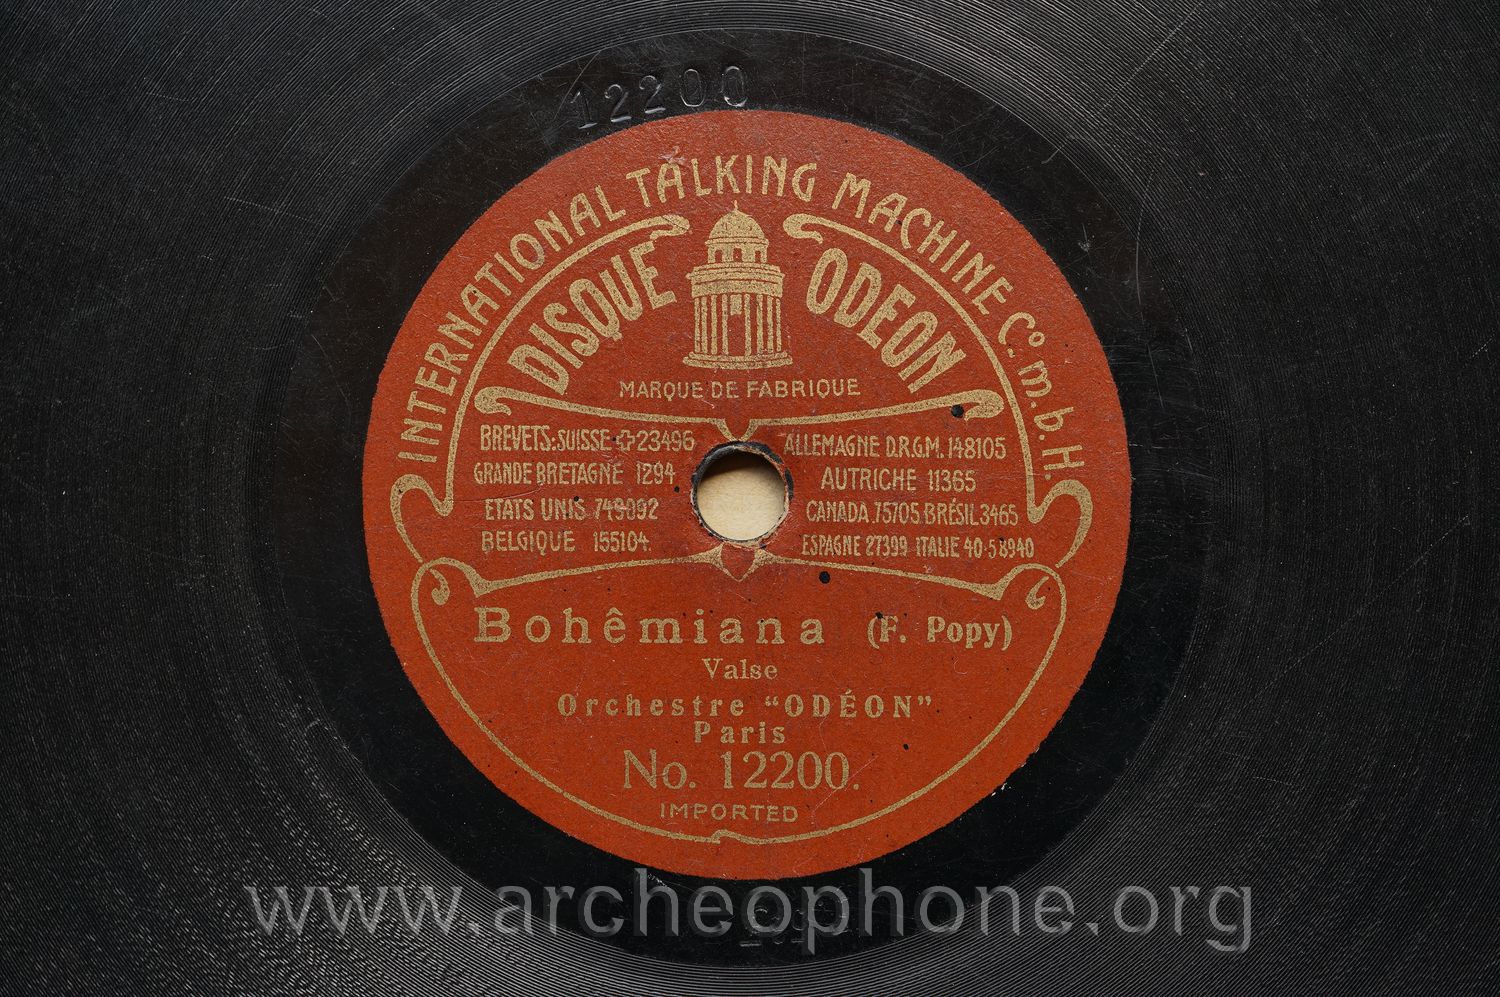 12200
INTERNATIONAL TALKING MACHINE Co. m. b. H.
DISQUE ODEON
MARQUE DE FABRIQUE
BREVETS: SUISSE 23496
GRANDE BRETAGNE 1294
ETATS UNIS 749092
BELGIQUE 155104.
ALLEMAGNE D.R.G.M. 148105
AUTRICHE 11365
CANADA 75705 BRÉSIL 3465
ESPAGNE 27399 ITALIE 40·58940
Bohêmiana (F. Popy)
Valse
Orchestre "ODÉON"
Paris
No. 12200.
IMPORTED
www.archeophone.org